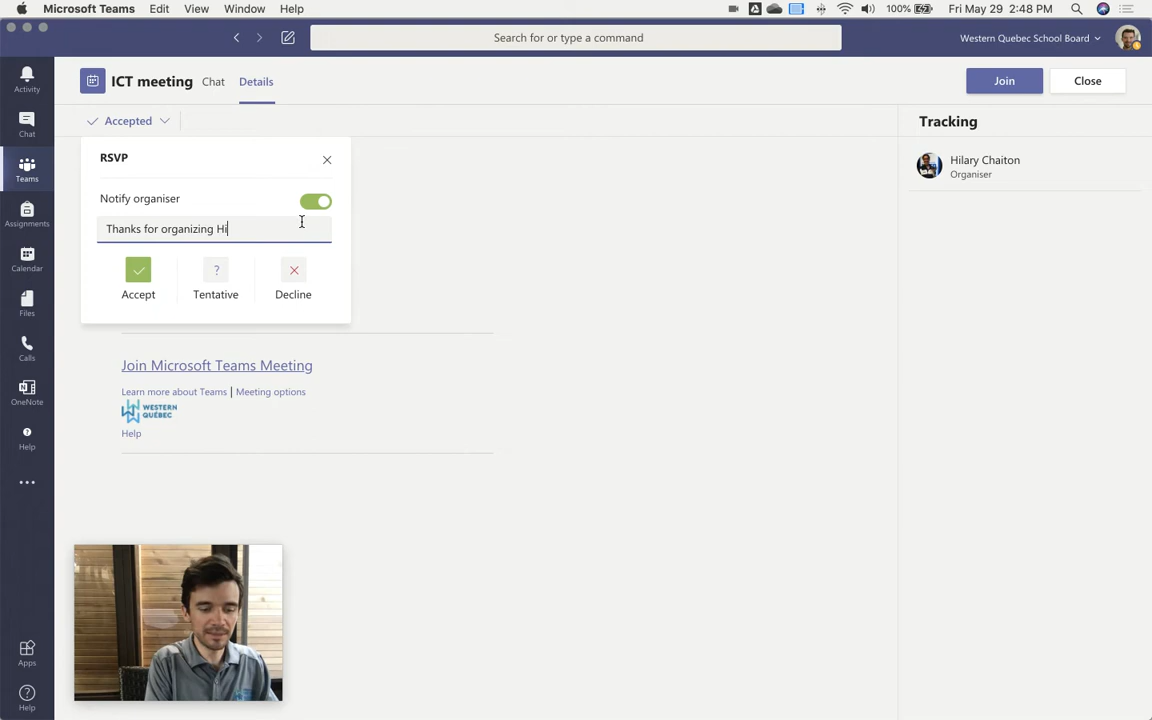 Microsoft Teams Edit View Window Help
100% Fri May 29 2:48 PM
Search for or type a command
Western Quebec School Board
Activity
Chat
Teams
Assignments
Calendar
Files
Calls
OneNote
Help
Apps
Help
ICT meeting Chat Details
Join Close
Accepted
RSVP
Notify organiser
Thanks for organizing Hi
?
Accept Tentative Decline
Join Microsoft Teams Meeting
Learn more about Teams | Meeting options
WESTERN
QUÉBEC
Help
Tracking
Hilary Chaiton
Organiser